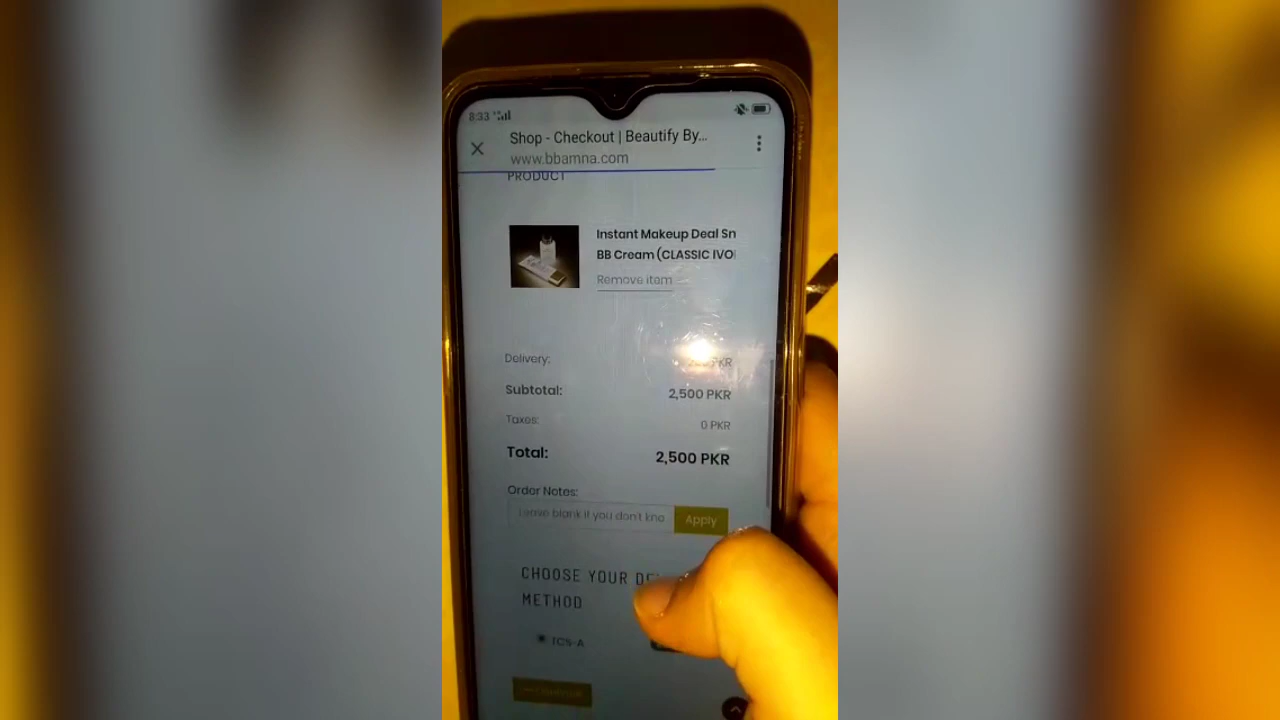 8:33
Shop - Checkout | Beautify By...
www.bbamna.com
PRODUCT
Instant Makeup Deal Sn
BB Cream (CLASSIC IVO
Remove item
Delivery: PKR
Subtotal: 2,500 PKR
Taxes: 0 PKR
Total: 2,500 PKR
Order Notes:
Leave blank if you don't kno Apply
CHOOSE YOUR
METHOD
TCS-A